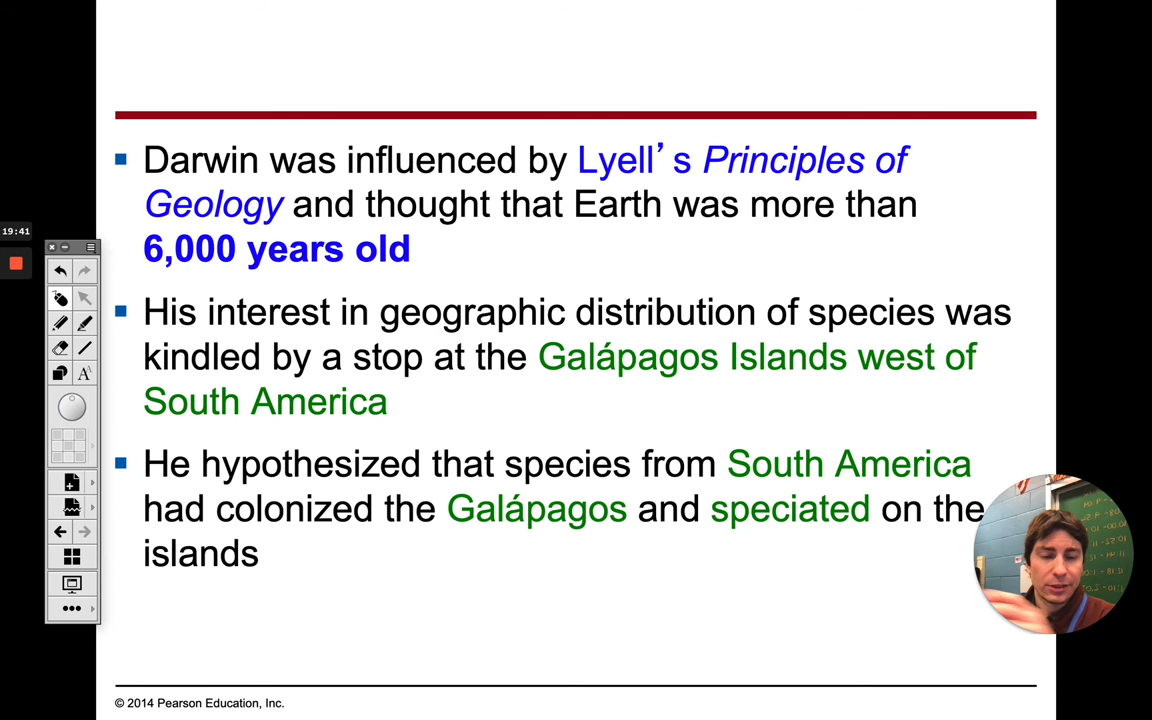 Darwin was influenced by Lyell’s Principles of
Geology and thought that Earth was more than
6,000 years old
19:41
His interest in geographic distribution of species was
kindled by a stop at the Galápagos Islands west of
South America
He hypothesized that species from South America
had colonized the Galápagos and speciated on the
islands
© 2014 Pearson Education, Inc.